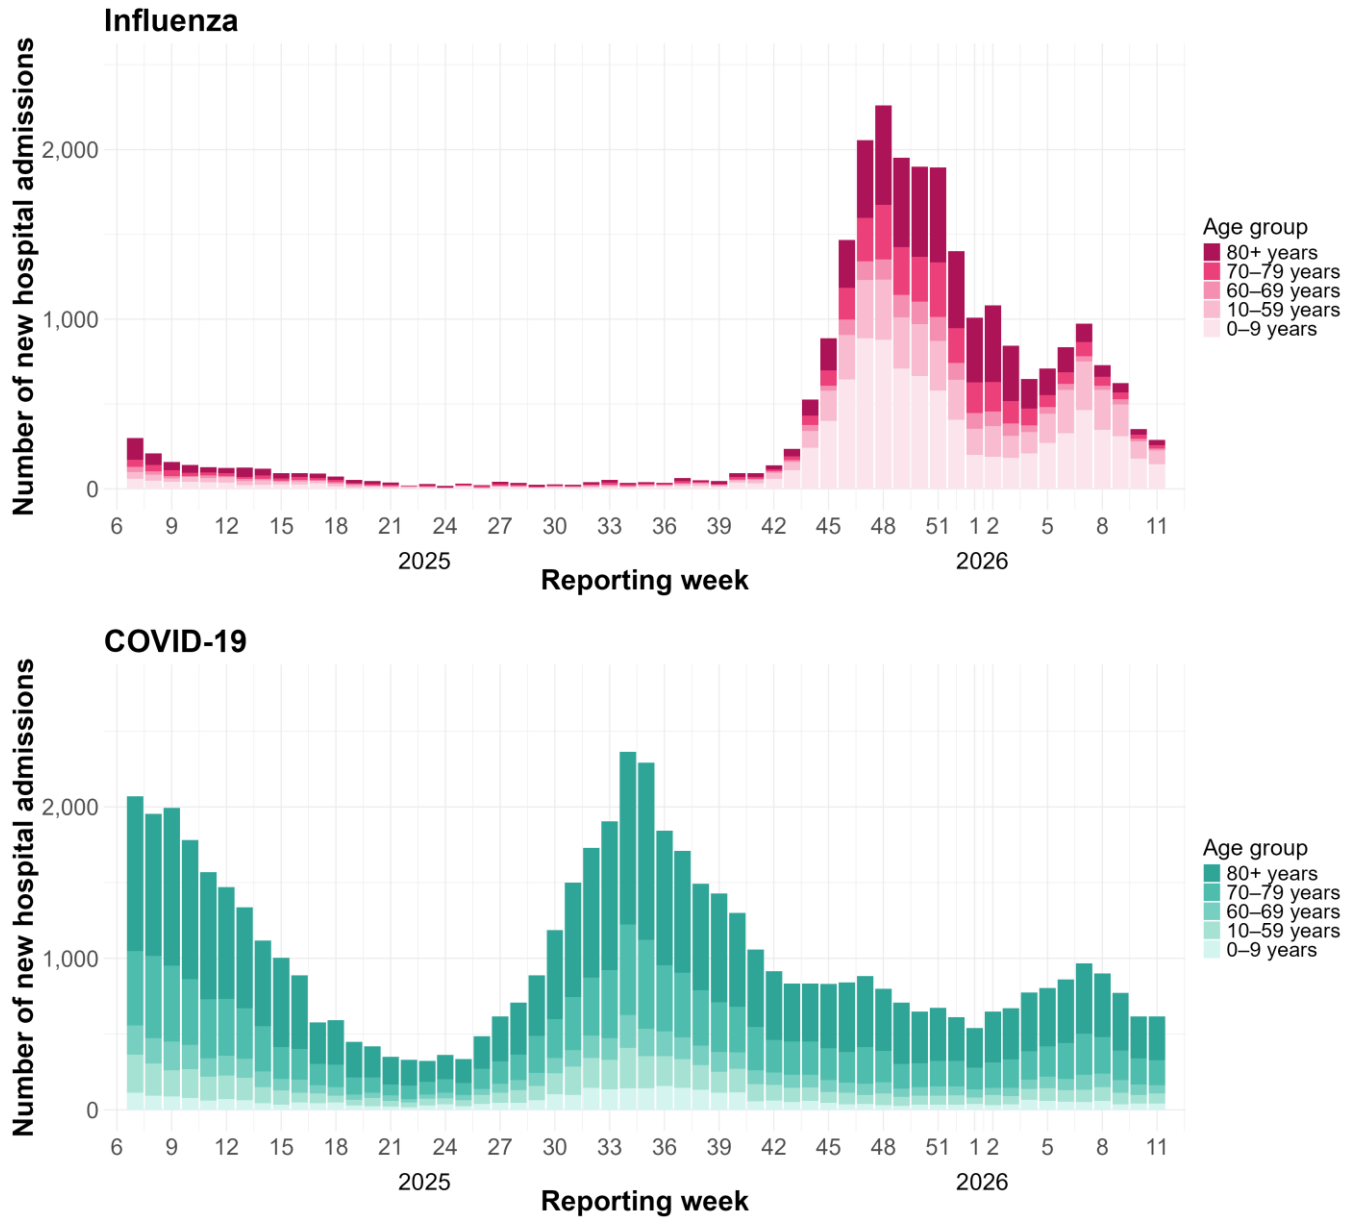 Influenza
Number of new hospital admissions
2,000
1,000
0
6 9 12 15 18 21 24 27 30 33 36 39 42 45 48 51 1 2 5 8 11
2025 2026
Reporting week
Age group
80+ years
70–79 years
60–69 years
10–59 years
0–9 years
COVID-19
Number of new hospital admissions
2,000
1,000
0
6 9 12 15 18 21 24 27 30 33 36 39 42 45 48 51 1 2 5 8 11
2025 2026
Reporting week
Age group
80+ years
70–79 years
60–69 years
10–59 years
0–9 years